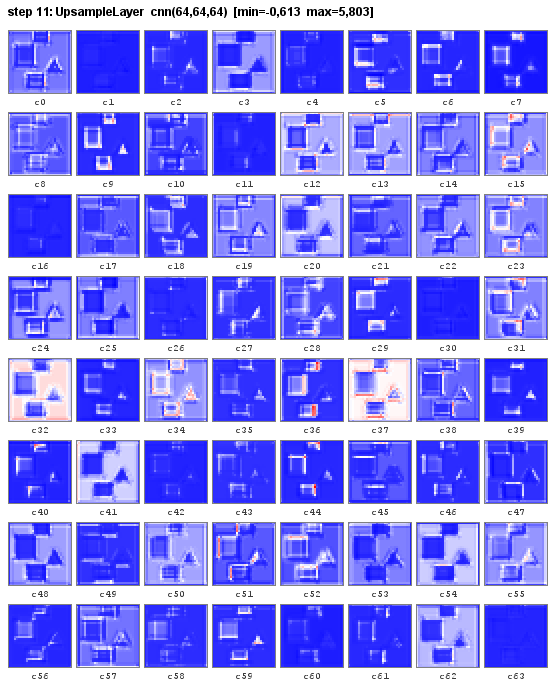 step 11: UpsampleLayer cnn(64,64,64) [min=-0,613 max=5,803]
c0 c1 c2 c3 c4 c5 c6 c7
c8 c9 c10 c11 c12 c13 c14 c15
c16 c17 c18 c19 c20 c21 c22 c23
c24 c25 c26 c27 c28 c29 c30 c31
c32 c33 c34 c35 c36 c37 c38 c39
c40 c41 c42 c43 c44 c45 c46 c47
c48 c49 c50 c51 c52 c53 c54 c55
c56 c57 c58 c59 c60 c61 c62 c63